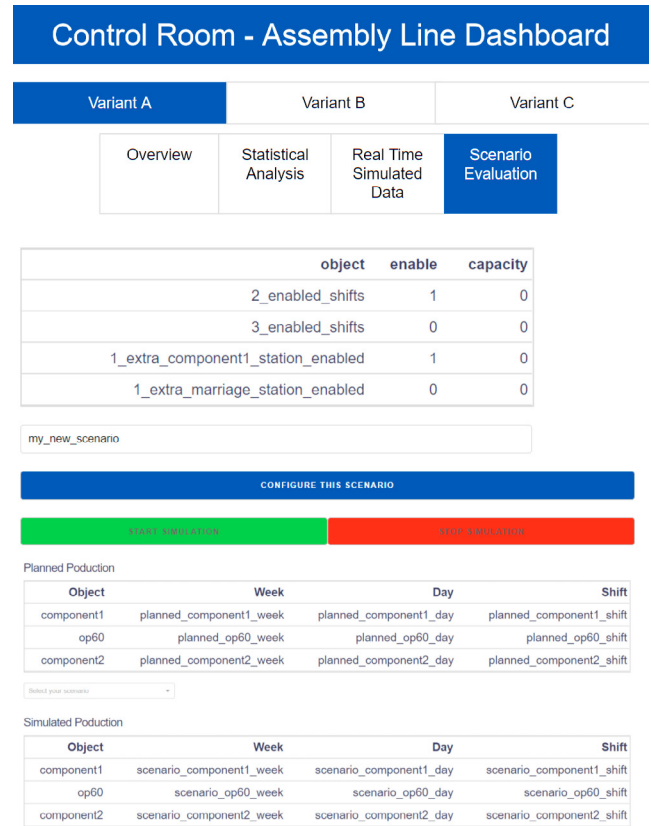 Control Room - Assembly Line Dashboard
Variant A Variant B Variant C
Overview Statistical Analysis Real Time Simulated Data Scenario Evaluation
object enable capacity
2_enabled_shifts 1 0
3_enabled_shifts 0 0
1_extra_component1_station_enabled 1 0
1_extra_marriage_station_enabled 0 0
my_new_scenario
CONFIGURE THIS SCENARIO
START SIMULATION STOP SIMULATION
Planned Poduction
Object Week Day Shift
component1 planned_component1_week planned_component1_day planned_component1_shift
op60 planned_op60_week planned_op60_day planned_op60_shift
component2 planned_component2_week planned_component2_day planned_component2_shift
Select your scenario
Simulated Poduction
Object Week Day Shift
component1 scenario_component1_week scenario_component1_day scenario_component1_shift
op60 scenario_op60_week scenario_op60_day scenario_op60_shift
component2 scenario_component2_week scenario_component2_day scenario_component2_shift